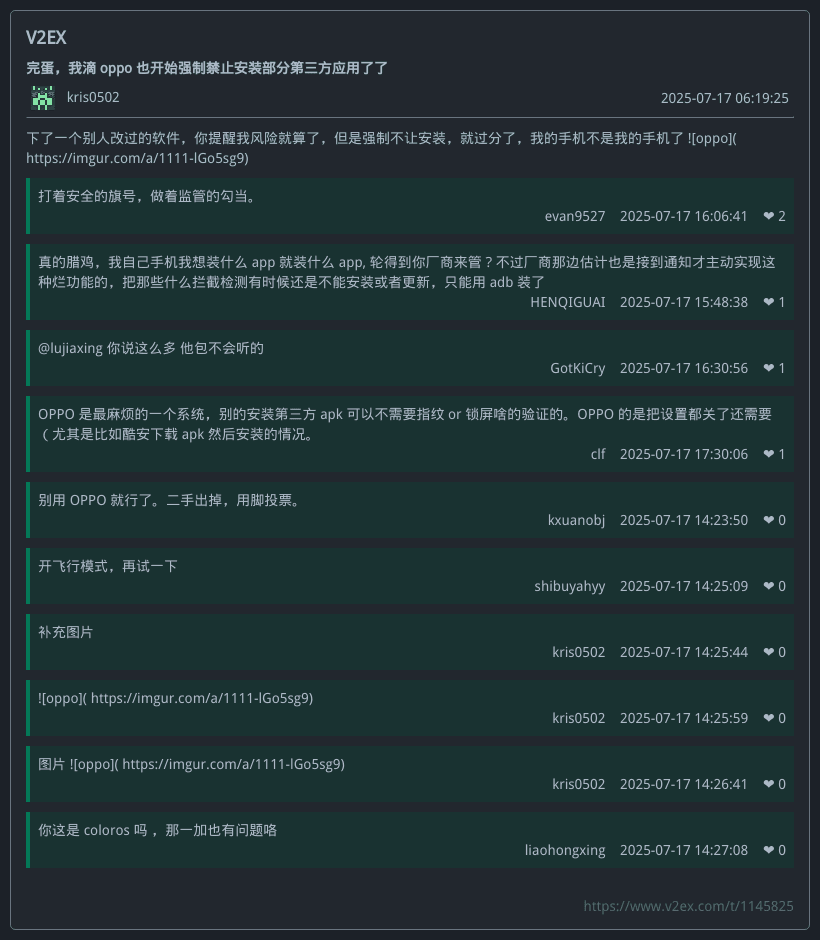 V2EX
完蛋，我滴 oppo 也开始强制禁止安装部分第三方应用了了
kris0502
2025-07-17 06:19:25
下了一个别人改过的软件，你提醒我风险就算了，但是强制不让安装，就过分了，我的手机不是我的手机了 ![oppo](
https://imgur.com/a/1111-lGo5sg9)
打着安全的旗号，做着监管的勾当。
evan9527 2025-07-17 16:06:41 ❤ 2
真的腊鸡，我自己手机我想装什么 app 就装什么 app, 轮得到你厂商来管？不过厂商那边估计也是接到通知才主动实现这
种烂功能的，把那些什么拦截检测有时候还是不能安装或者更新，只能用 adb 装了
HENQIGUAI 2025-07-17 15:48:38 ❤ 1
@lujiaxing 你说这么多 他包不会听的
GotKiCry 2025-07-17 16:30:56 ❤ 1
OPPO 是最麻烦的一个系统，别的安装第三方 apk 可以不需要指纹 or 锁屏啥的验证的。OPPO 的是把设置都关了还需要
（尤其是比如酷安下载 apk 然后安装的情况。
clf 2025-07-17 17:30:06 ❤ 1
别用 OPPO 就行了。二手出掉，用脚投票。
kxuanobj 2025-07-17 14:23:50 ❤ 0
开飞行模式，再试一下
shibuyahyy 2025-07-17 14:25:09 ❤ 0
补充图片
kris0502 2025-07-17 14:25:44 ❤ 0
![oppo]( https://imgur.com/a/1111-lGo5sg9)
kris0502 2025-07-17 14:25:59 ❤ 0
图片 ![oppo]( https://imgur.com/a/1111-lGo5sg9)
kris0502 2025-07-17 14:26:41 ❤ 0
你这是 coloros 吗 ，那一加也有问题咯
liaohongxing 2025-07-17 14:27:08 ❤ 0
https://www.v2ex.com/t/1145825